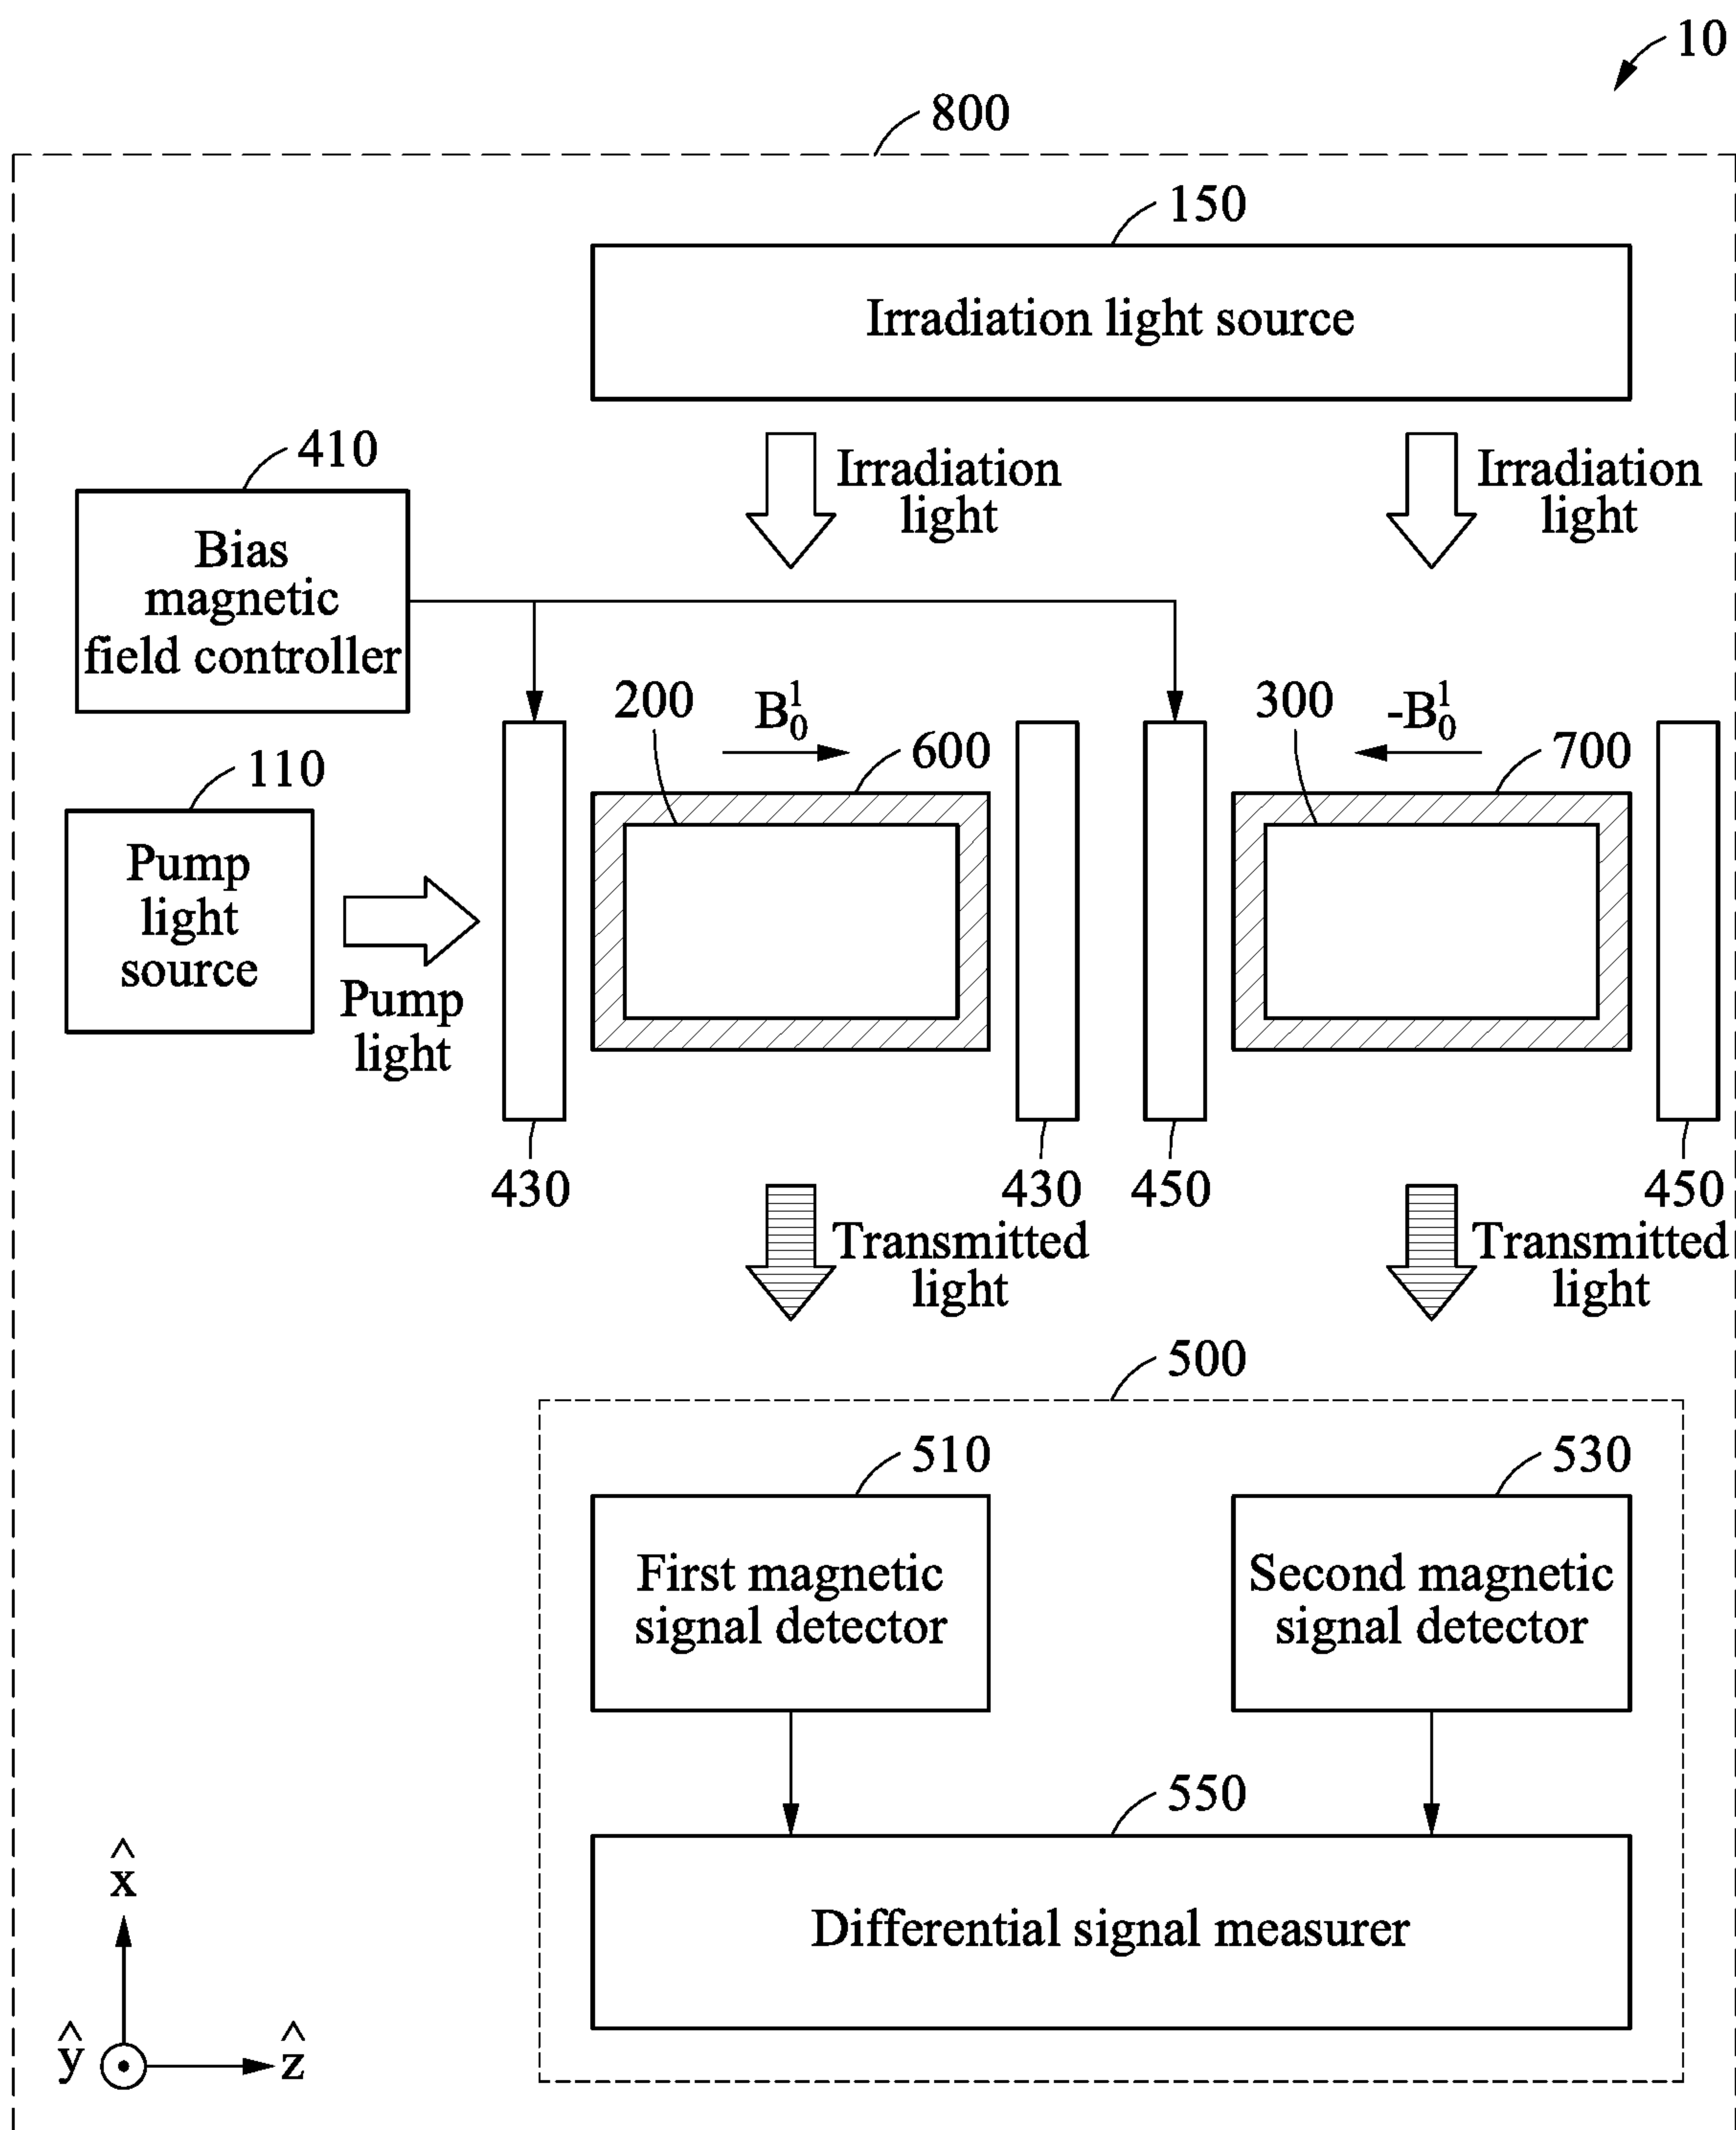 10
800
150
Irradiation light source
410
Bias
magnetic
field controller
Irradiation
light
Irradiation
light
200
B₀¹
600
300
-B₀¹
700
110
Pump
light
source
Pump
light
430
430
450
450
Transmitted
light
Transmitted
light
500
510
530
First magnetic
signal detector
Second magnetic
signal detector
550
Differential signal measurer
x̂
ŷ
ẑ